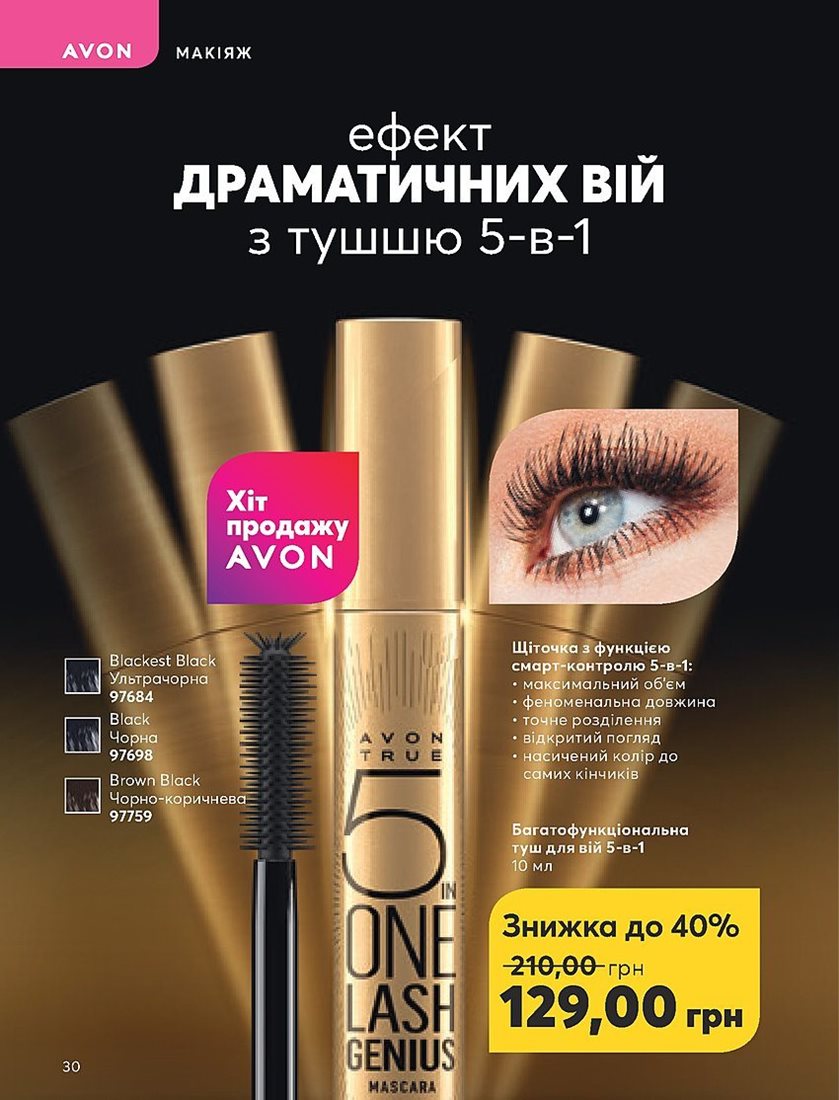 AVON
МАКІЯЖ
ефект
ДРАМАТИЧНИХ ВІЙ
з тушшю 5-в-1
Хіт
продажу
AVON
Blackest Black
Ультрачорна
97684
Black
Чорна
97698
Brown Black
Чорно-коричнева
97759
Щіточка з функцією
смарт-контролю 5-в-1:
• максимальний об'єм
• феноменальна довжина
• точне розділення
• відкритий погляд
• насичений колір до
самих кінчиків
Багатофункціональна
туш для вій 5-в-1
10 мл
AVON
TRUE
5
IN
ONE
LASH
GENIUS
MASCARA
Знижка до 40%
210,00 грн
129,00 грн
30